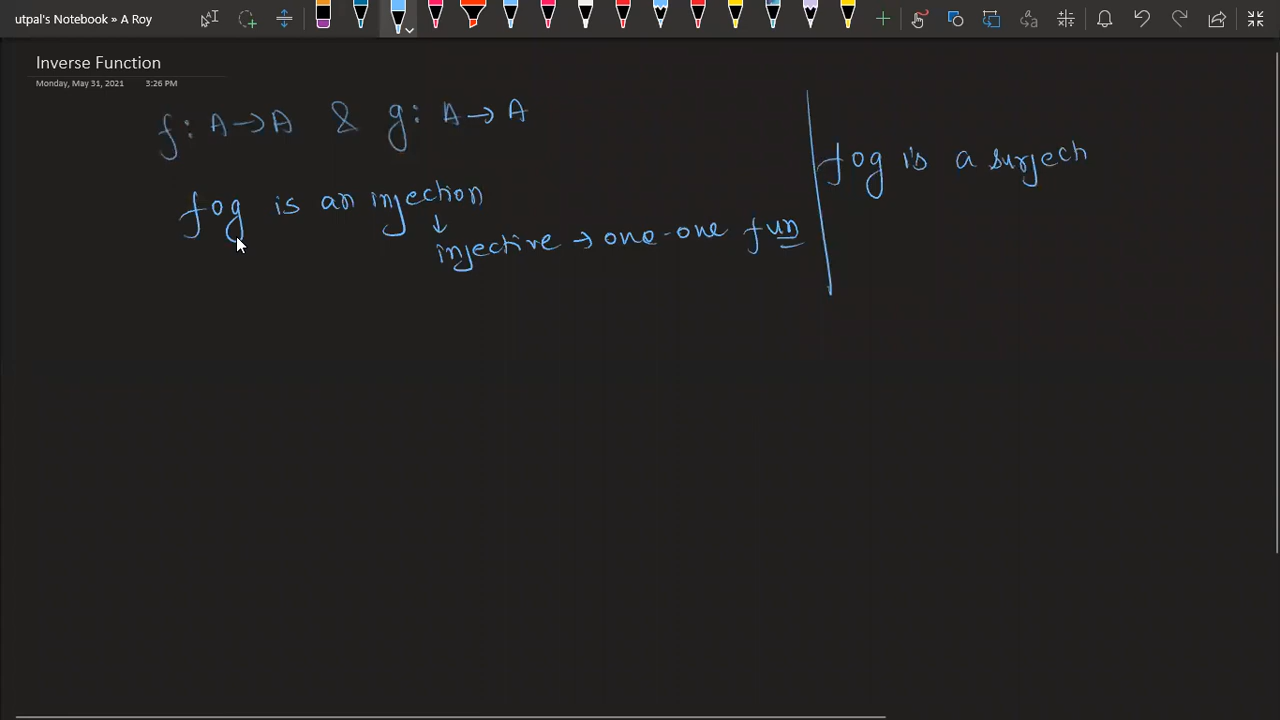 utpal's Notebook » A Roy
Inverse Function
Monday, May 31, 2021 3:26 PM
f: A → A & g: A → A
fog is an injection
↓
injective → one-one fun
fog is a surjech